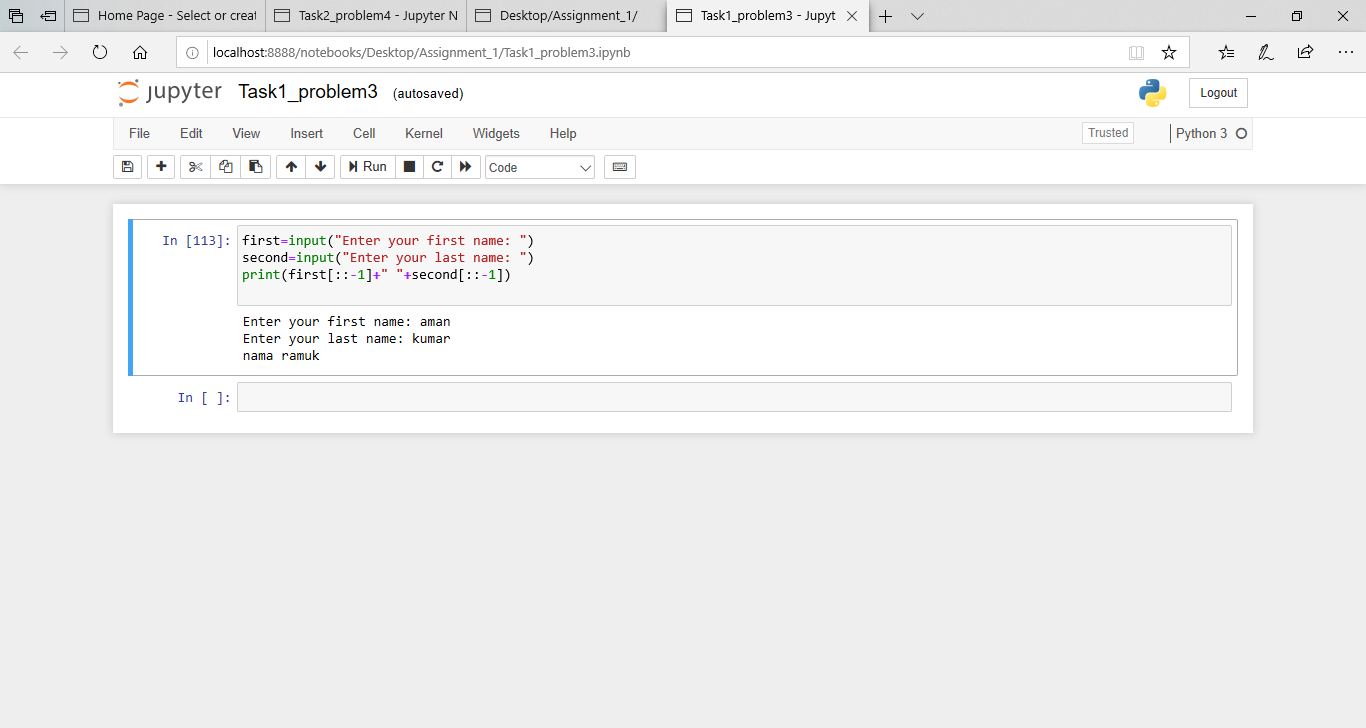 Home Page - Select or creat
Task2_problem4 - Jupyter N
Desktop/Assignment_1/
Task1_problem3 - Jupyt
localhost:8888/notebooks/Desktop/Assignment_1/Task1_problem3.ipynb
jupyter Task1_problem3 (autosaved)
Logout
File Edit View Insert Cell Kernel Widgets Help
Trusted
Python 3
Run
Code
In [113]: first=input("Enter your first name: ")
second=input("Enter your last name: ")
print(first[::-1]+" "+second[::-1])
Enter your first name: aman
Enter your last name: kumar
nama ramuk
In [ ]: